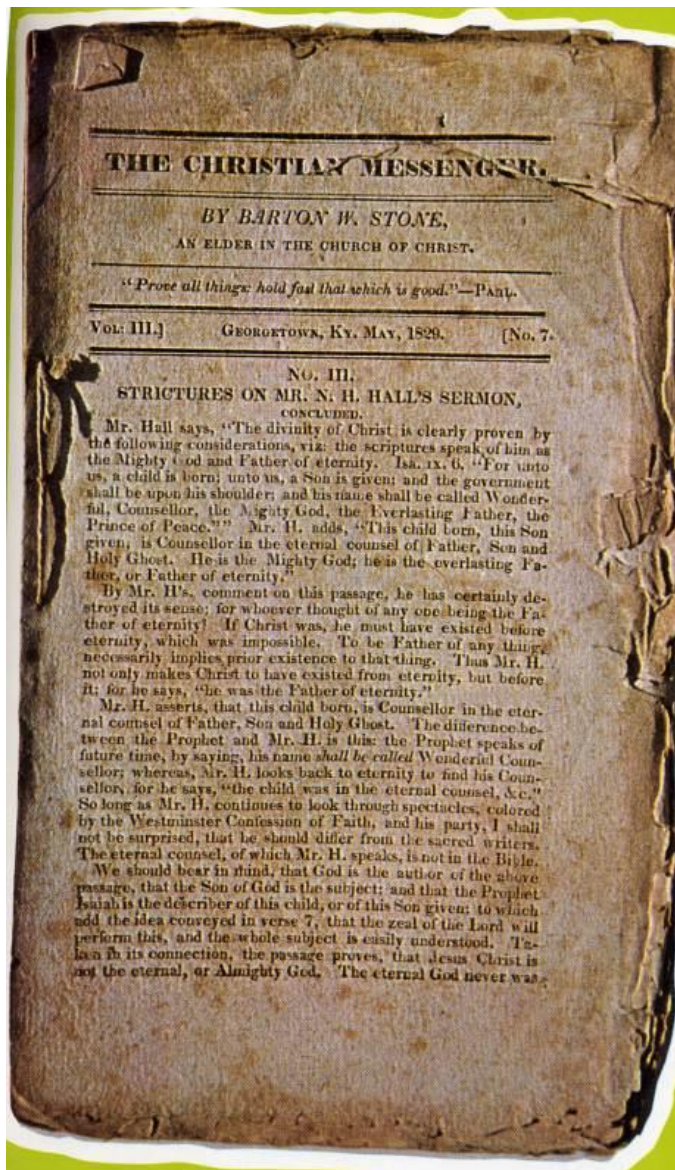 THE CHRISTIAN MESSENGER.
BY BARTON W. STONE,
AN ELDER IN THE CHURCH OF CHRIST.
"Prove all things: hold fast that which is good."—PAUL.
VOL: III.] GEORGETOWN, KY. MAY, 1829. [NO. 7.
NO. III.
STRICTURES ON MR. N. H. HALL'S SERMON,
CONCLUDED.
Mr. Hall says, "The divinity of Christ is clearly proven by
the following considerations, viz: the scriptures speak of him as
the Mighty God and Father of eternity. Isa. ix. 6, "For unto
us, a child is born; unto us, a Son is given: and the government
shall be upon his shoulder; and his name shall be called Wonder-
ful, Counsellor, the Mighty God, the Everlasting Father, the
Prince of Peace."" Mr. H. adds, "This child born, this Son
given, is Counsellor in the eternal counsel of Father, Son and
Holy Ghost. He is the Mighty God; he is the everlasting Fa-
ther, or Father of eternity."
By Mr. H's. comment on this passage, he has certainly de-
stroyed its sense; for whoever thought of any one being the Fa-
ther of eternity? If Christ was, he must have existed before
eternity, which was impossible. To be Father of any thing,
necessarily implies prior existence to that thing. Thus Mr. H.
not only makes Christ to have existed from eternity, but before
it; for he says, "he was the Father of eternity."
Mr. H. asserts, that this child born, is Counsellor in the eter-
nal counsel of Father, Son and Holy Ghost. The difference be-
tween the Prophet and Mr. H. is this: the Prophet speaks of
future time, by saying, his name shall be called Wonderful Coun-
sellor; whereas, Mr. H. looks back to eternity to find his Coun-
sellor, for he says, "the child was in the eternal counsel, &c."
So long as Mr. H. continues to look through spectacles, colored
by the Westminster Confession of Faith, and his party, I shall
not be surprised, that he should differ from the sacred writers.
The eternal counsel, of which Mr. H. speaks, is not in the Bible.
We should bear in mind, that God is the author of the above
passage, that the Son of God is the subject; and that the Prophet
Isaiah is the describer of this child, or of this Son given: to which
add the idea conveyed in verse 7, that the zeal of the Lord will
perform this, and the whole subject is easily understood. Ta-
ken in its connection, the passage proves, that Jesus Christ is
not the eternal, or Almighty God. The eternal God never was